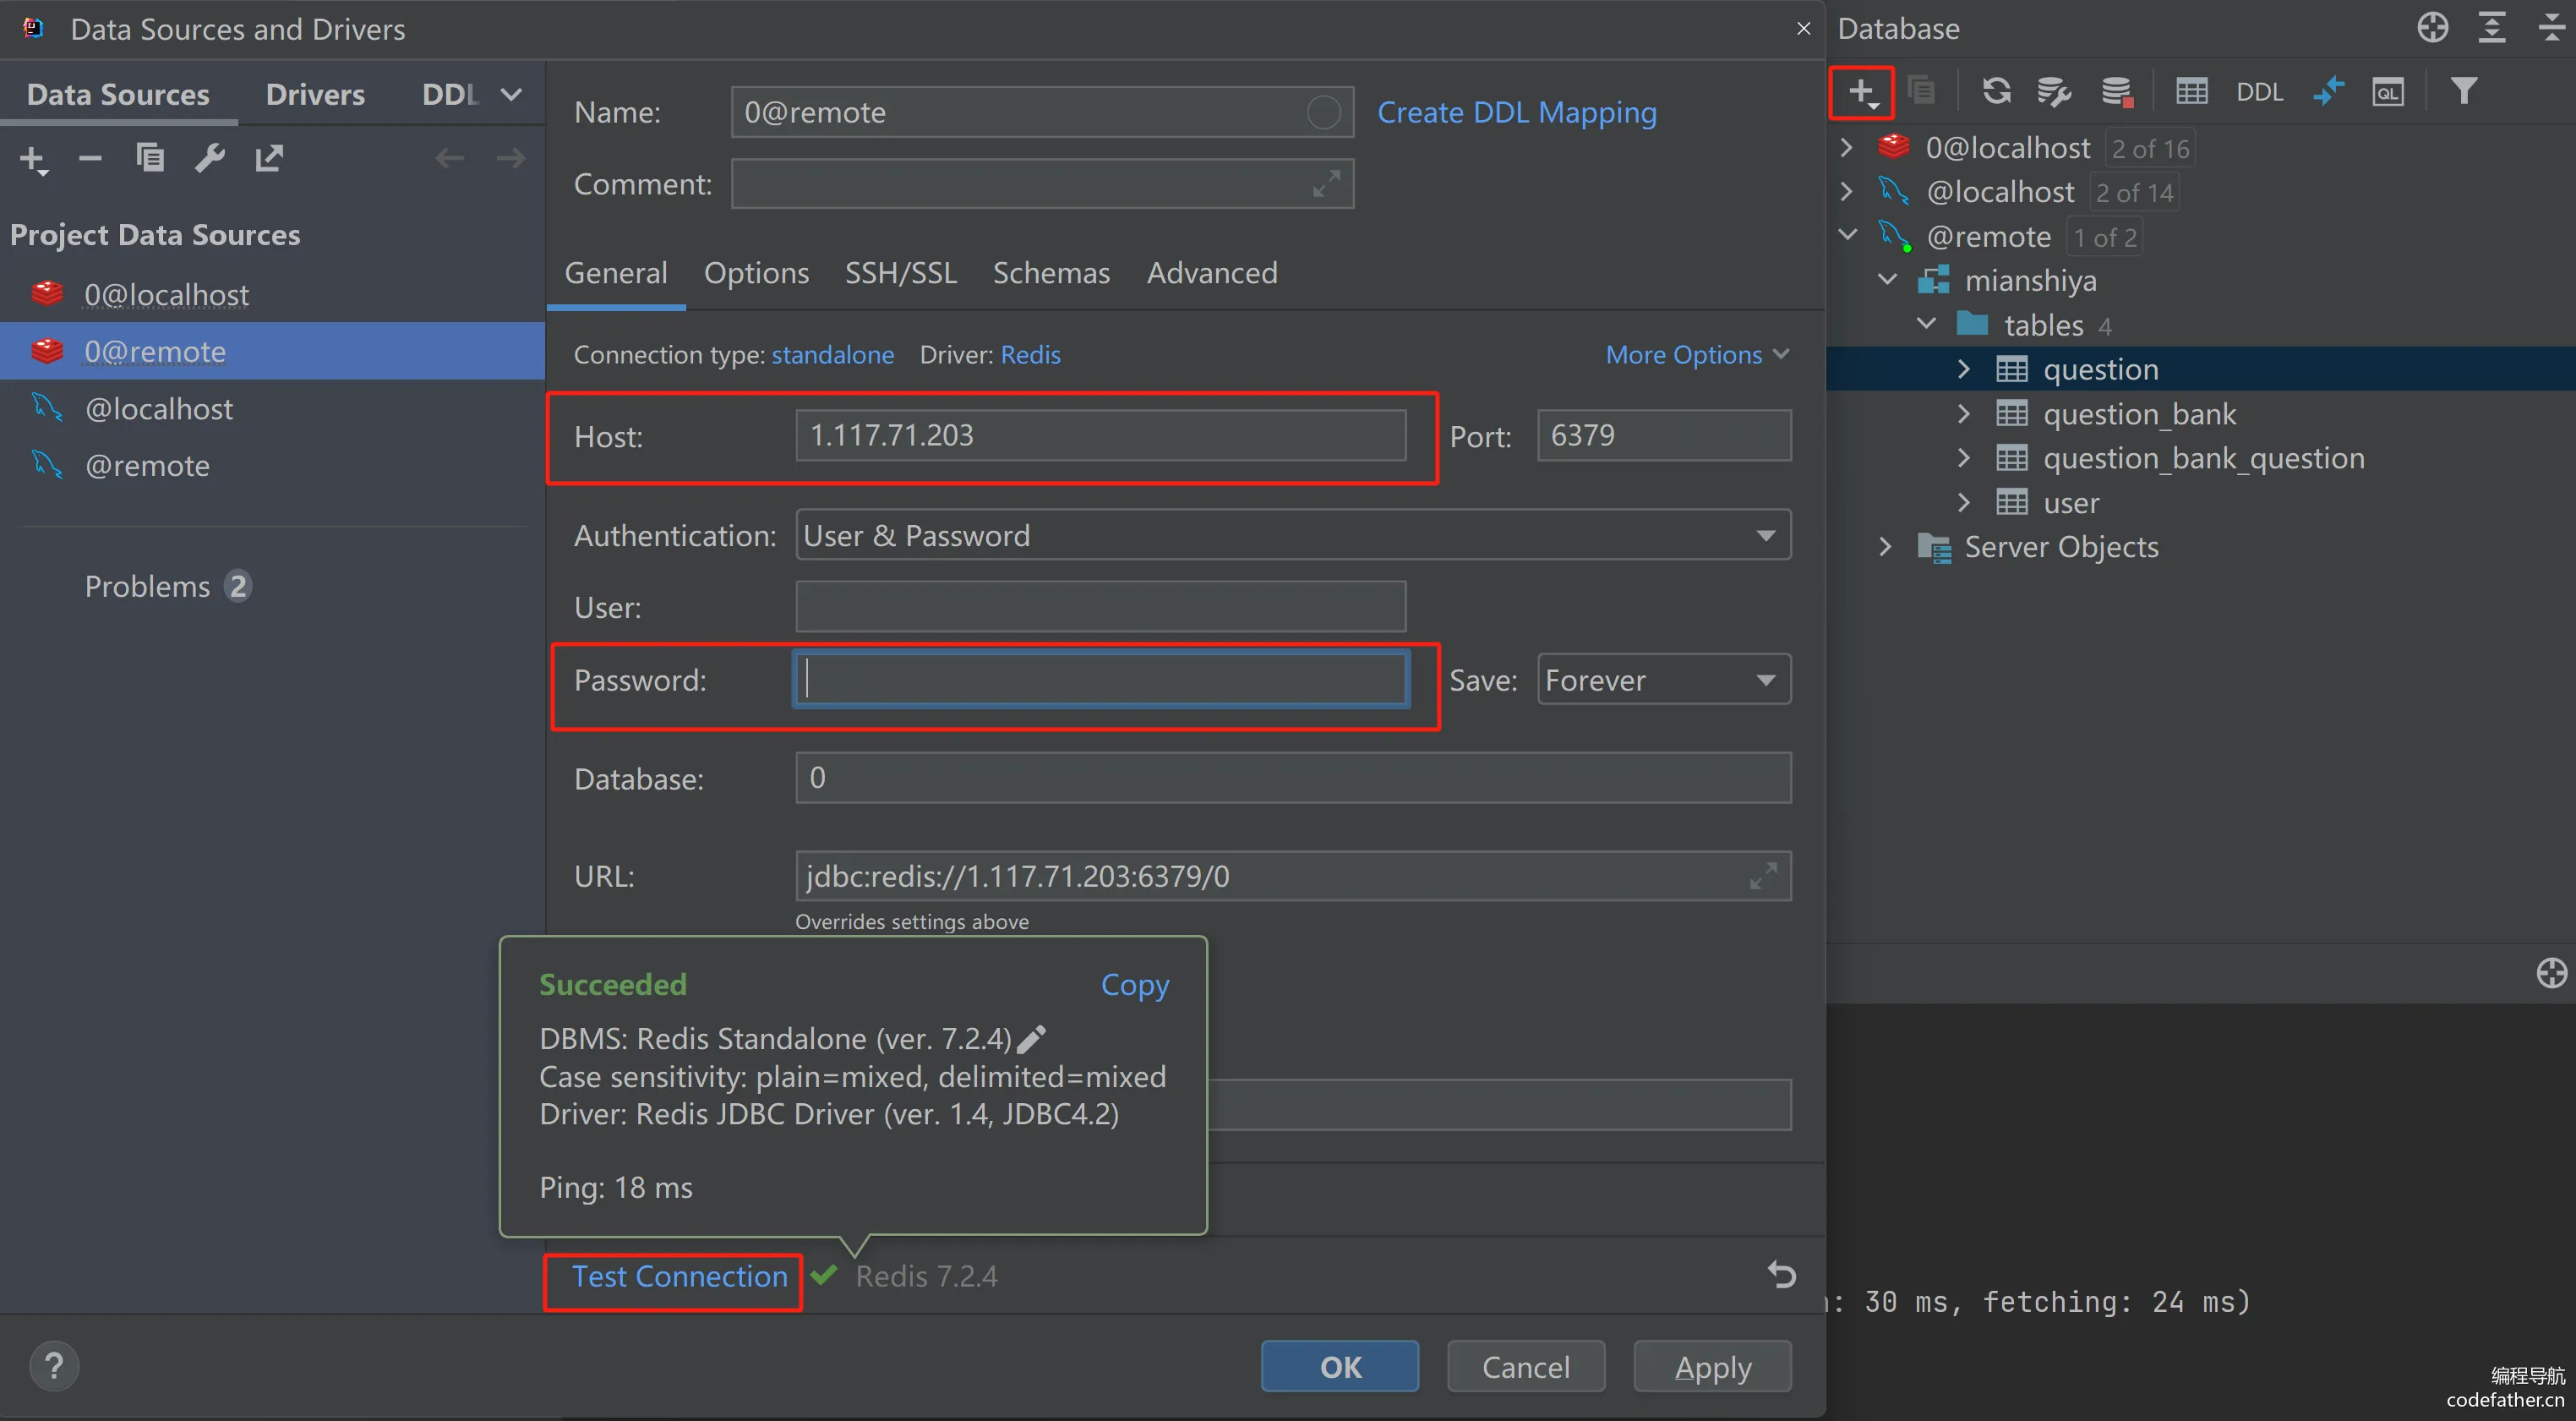 Data Sources and Drivers
Data Sources
Drivers
DDL
Project Data Sources
0@localhost
0@remote
@localhost
@remote
Problems 2
Name: 0@remote
Create DDL Mapping
Comment:
General Options SSH/SSL Schemas Advanced
Connection type: standalone Driver: Redis
More Options
Host: 1.117.71.203
Port: 6379
Authentication: User & Password
User:
Password:
Save: Forever
Database: 0
URL: jdbc:redis://1.117.71.203:6379/0
Overrides settings above
Succeeded
Copy
DBMS: Redis Standalone (ver. 7.2.4)
Case sensitivity: plain=mixed, delimited=mixed
Driver: Redis JDBC Driver (ver. 1.4, JDBC4.2)
Ping: 18 ms
Test Connection
Redis 7.2.4
?
OK
Cancel
Apply
Database
DDL
QL
0@localhost 2 of 16
@localhost 2 of 14
@remote 1 of 2
mianshiya
tables 4
question
question_bank
question_bank_question
user
Server Objects
: 30 ms, fetching: 24 ms)
编程导航
codefather.cn